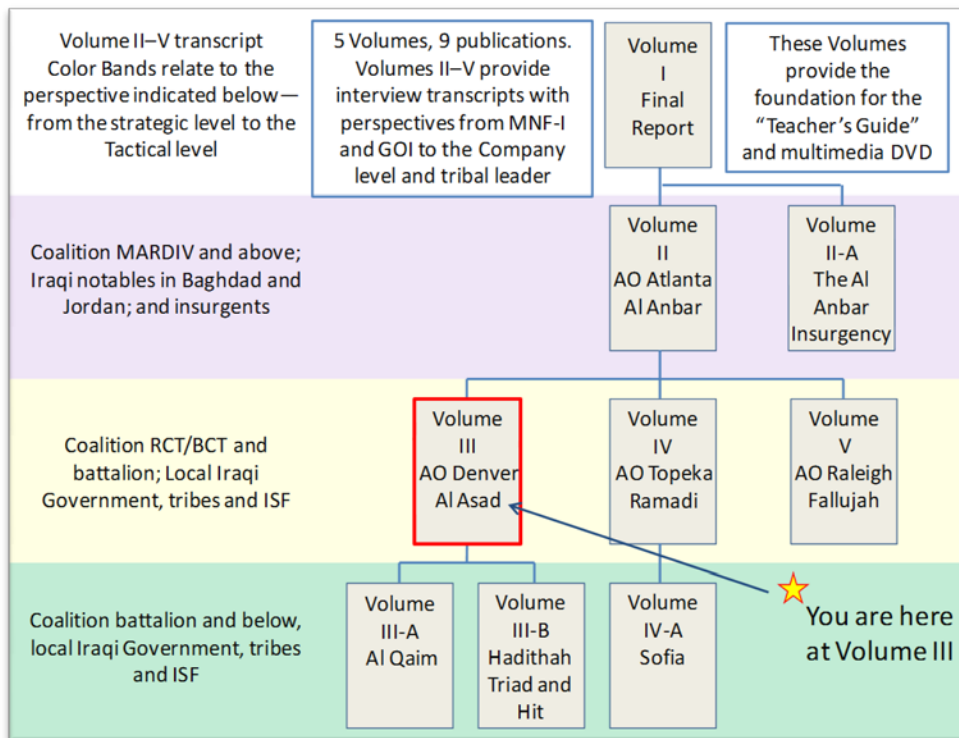 Volume II–V transcript
Color Bands relate to the
perspective indicated below—
from the strategic level to the
Tactical level
5 Volumes, 9 publications.
Volumes II–V provide
interview transcripts with
perspectives from MNF-I
and GOI to the Company
level and tribal leader
Volume
I
Final
Report
These Volumes
provide the
foundation for the
“Teacher’s Guide”
and multimedia DVD
Coalition MARDIV and above;
Iraqi notables in Baghdad and
Jordan; and insurgents
Volume
II
AO Atlanta
Al Anbar
Volume
II-A
The Al
Anbar
Insurgency
Coalition RCT/BCT and
battalion; Local Iraqi
Government, tribes and ISF
Volume
III
AO Denver
Al Asad
Volume
IV
AO Topeka
Ramadi
Volume
V
AO Raleigh
Fallujah
Coalition battalion and below,
local Iraqi Government, tribes
and ISF
Volume
III-A
Al Qaim
Volume
III-B
Hadithah
Triad and
Hit
Volume
IV-A
Sofia
You are here
at Volume III